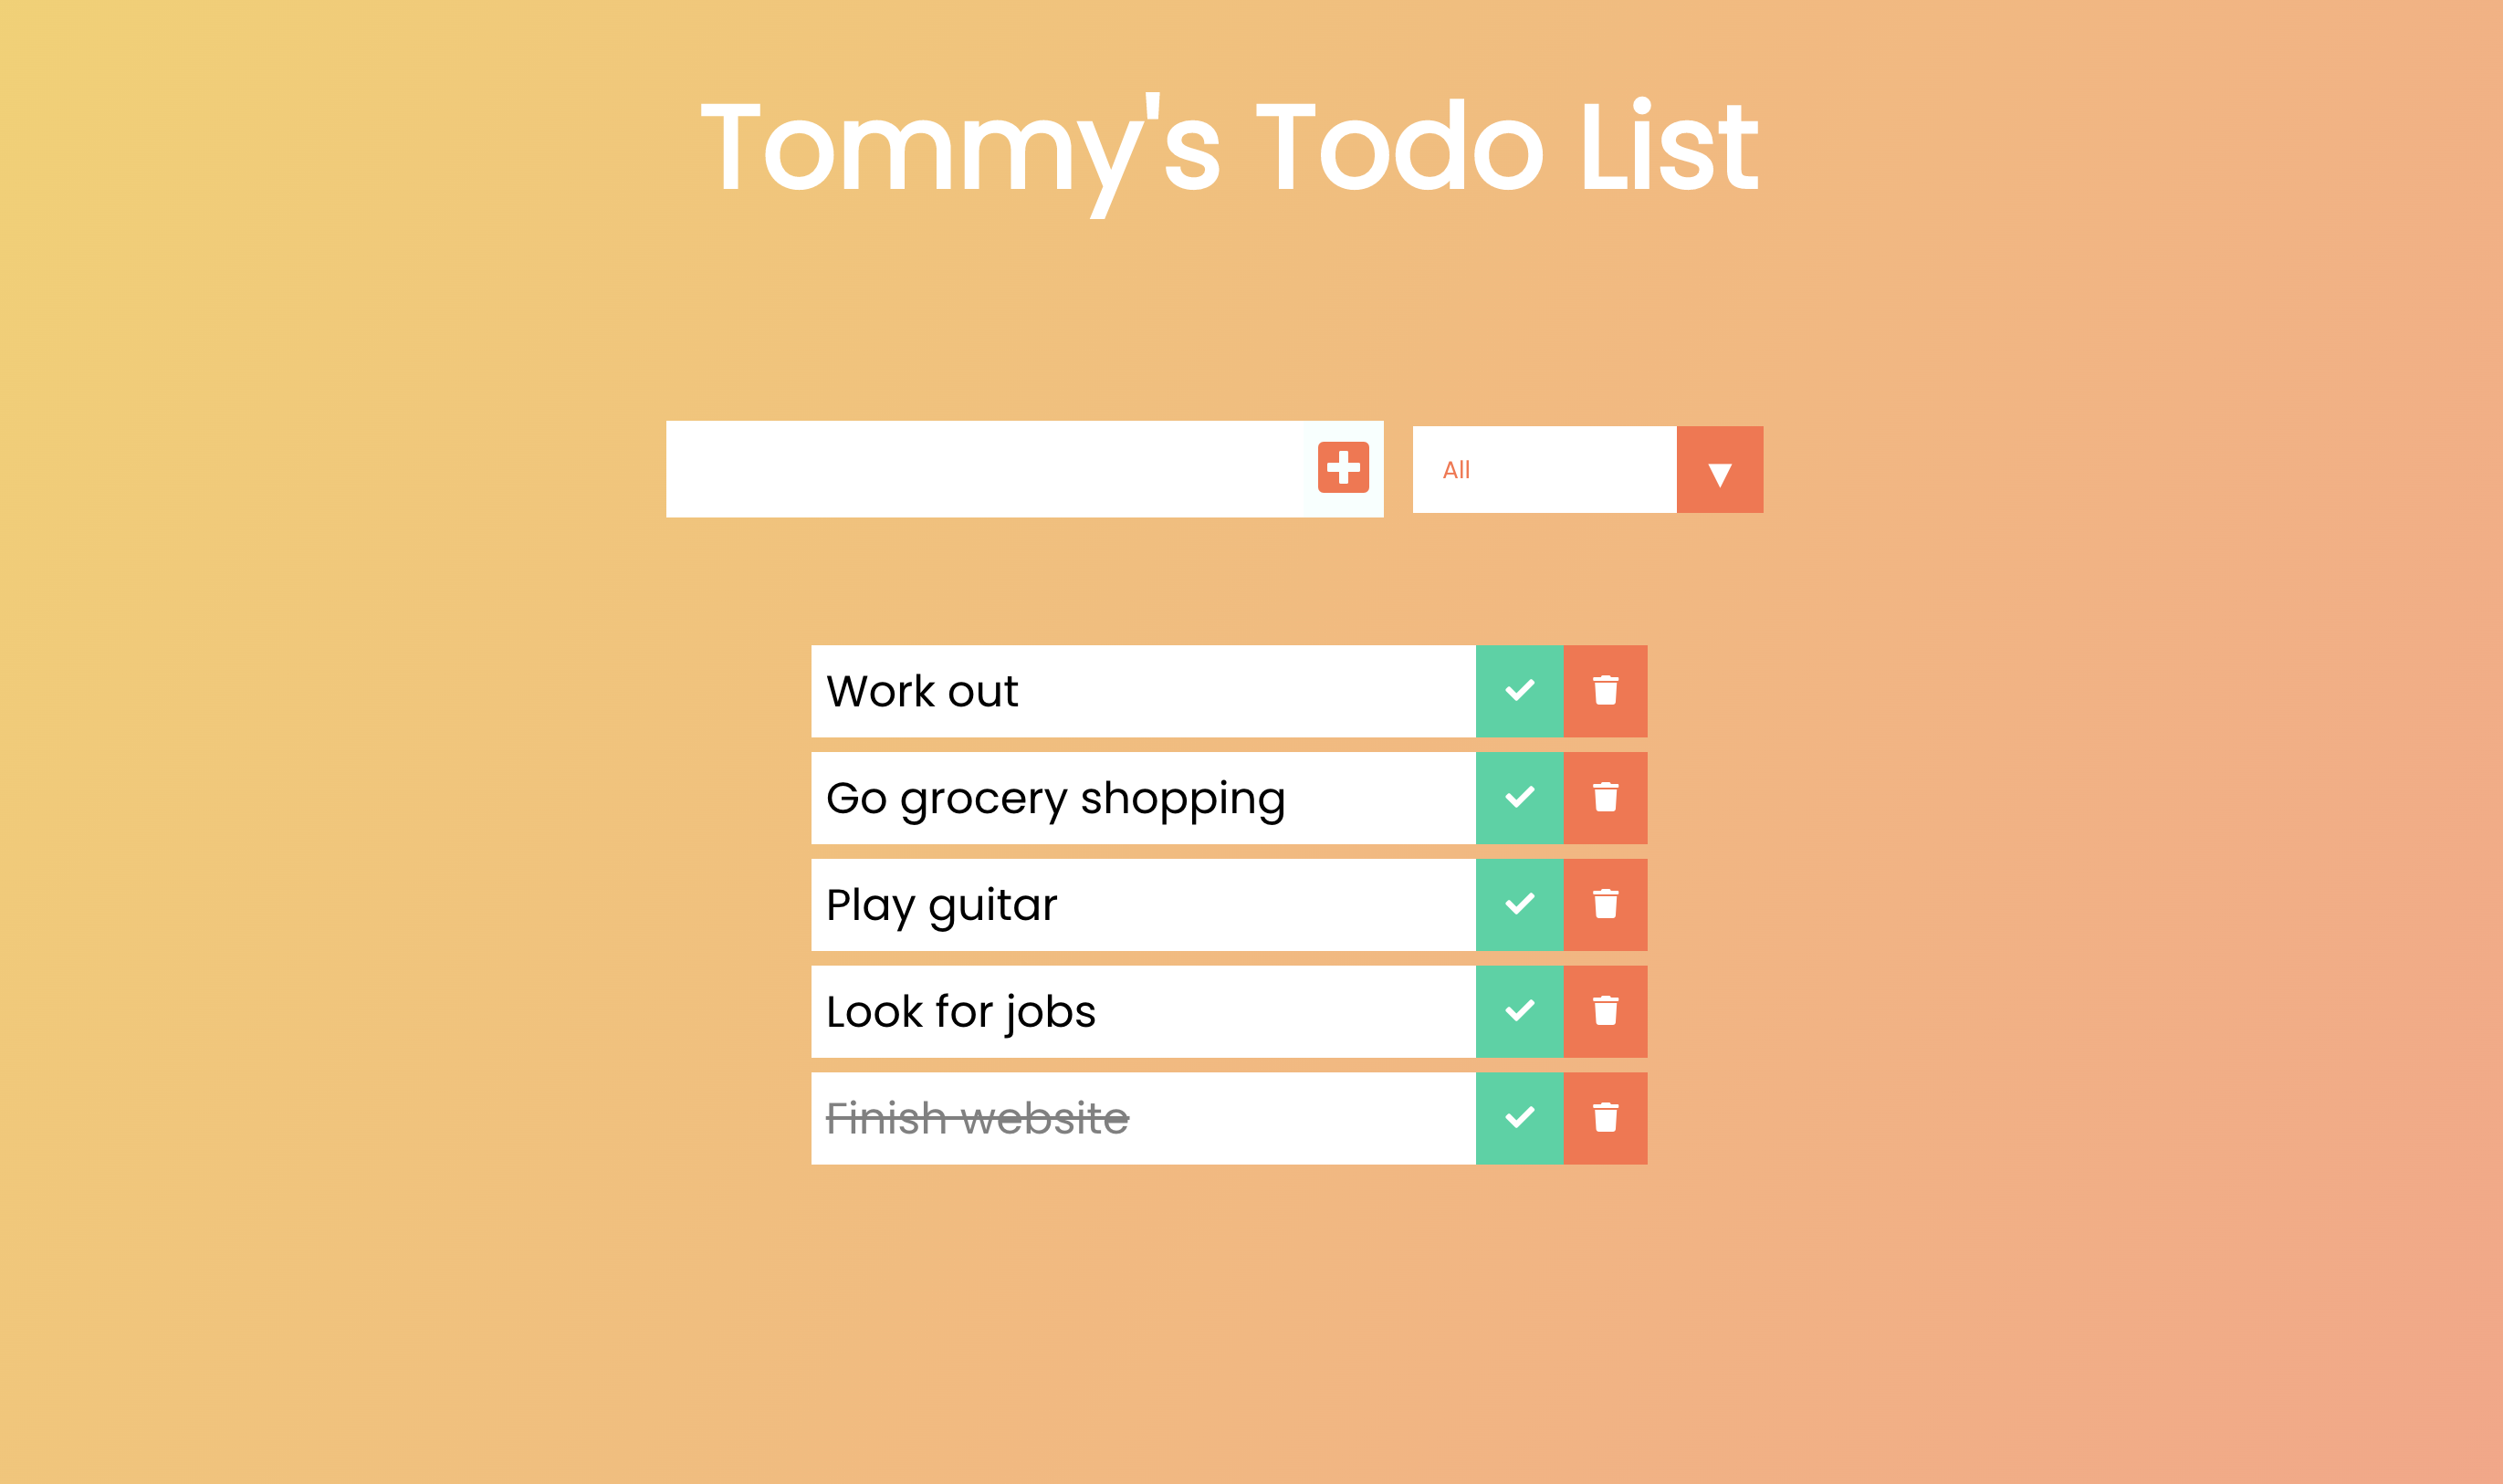 Tommy's Todo List
All
Work out
Go grocery shopping
Play guitar
Look for jobs
Finish website